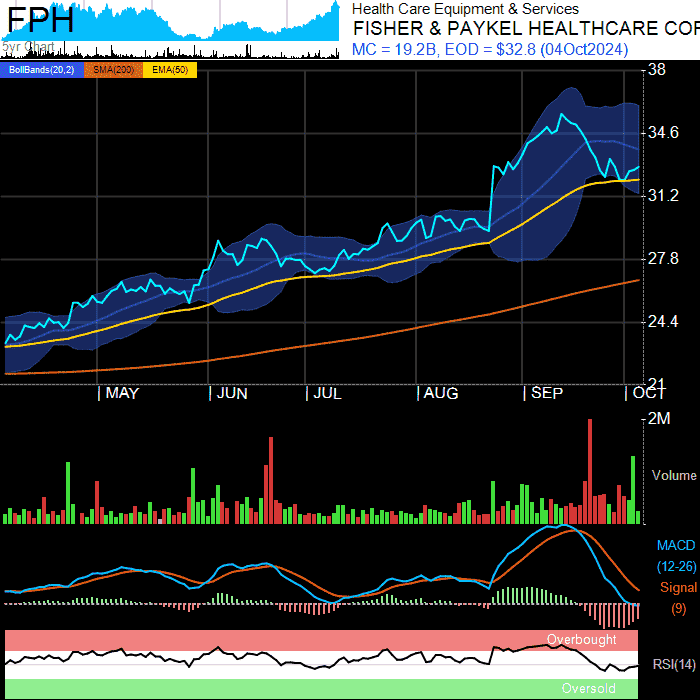 FPH
5yr Chart
Health Care Equipment & Services
FISHER & PAYKEL HEALTHCARE COR
MC = 19.2B, EOD = $32.8 (04Oct2024)
BollBands(20,2) SMA(200) EMA(50)
38
34.6
31.2
27.8
24.4
21
MAY JUN JUL AUG SEP OCT
2M
Volume
MACD
(12-26)
Signal
(9)
Overbought
RSI(14)
Oversold